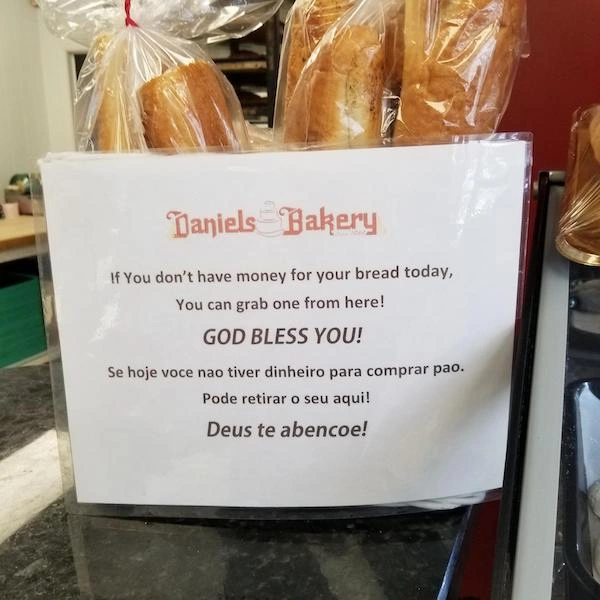 Daniels Bakery
If You don't have money for your bread today,
You can grab one from here!
GOD BLESS YOU!
Se hoje voce nao tiver dinheiro para comprar pao.
Pode retirar o seu aqui!
Deus te abencoe!